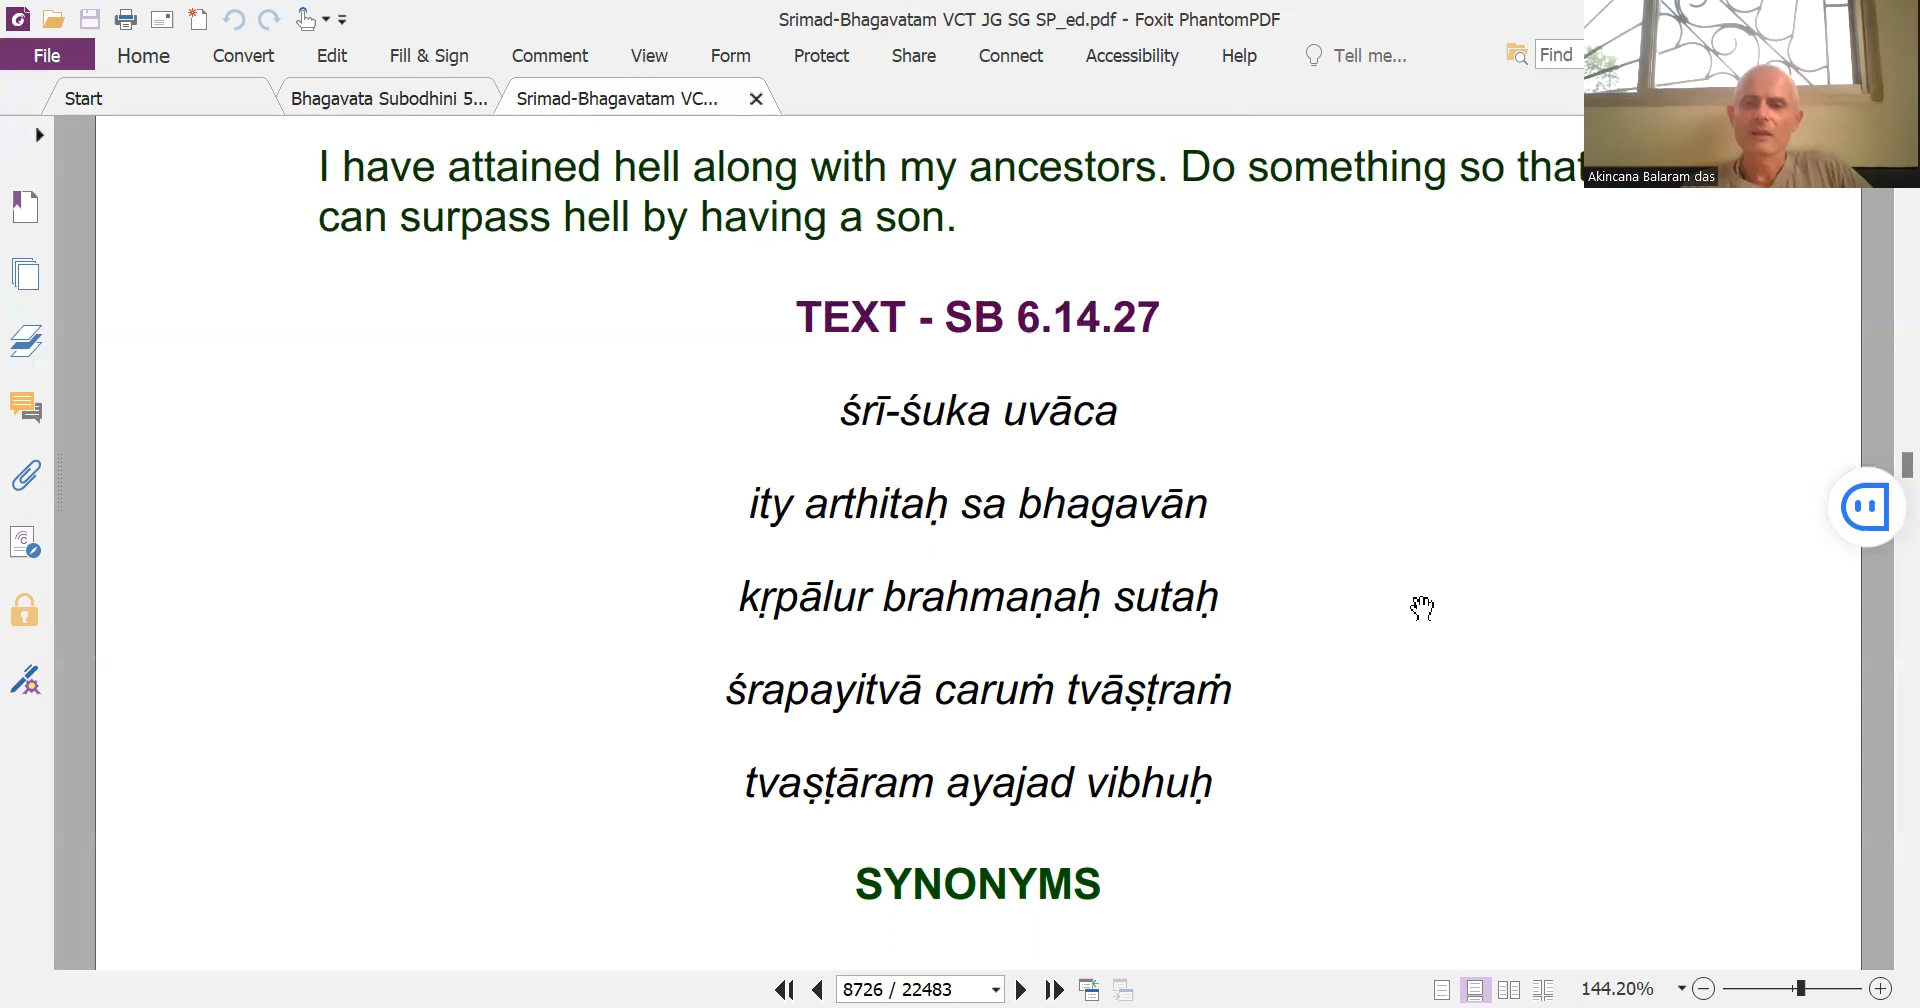 Srimad-Bhagavatam VCT JG SG SP_ed.pdf - Foxit PhantomPDF
File Home Convert Edit Fill & Sign Comment View Form Protect Share Connect Accessibility Help Tell me... Find
Start Bhagavata Subodhini 5... Srimad-Bhagavatam VC...
Akincana Balaram das
I have attained hell along with my ancestors. Do something so that
can surpass hell by having a son.
TEXT - SB 6.14.27
śrī-śuka uvāca
ity arthitaḥ sa bhagavān
kṛpālur brahmaṇaḥ sutaḥ
śrapayitvā caruṁ tvāṣṭraṁ
tvaṣṭāram ayajad vibhuḥ
SYNONYMS
8726 / 22483 144.20%